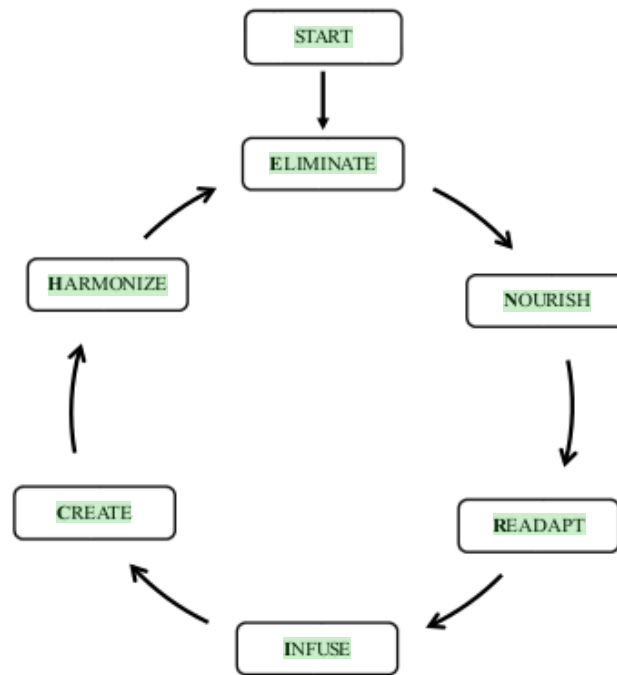 START
ELIMINATE
NOURISH
READAPT
INFUSE
CREATE
HARMONIZE